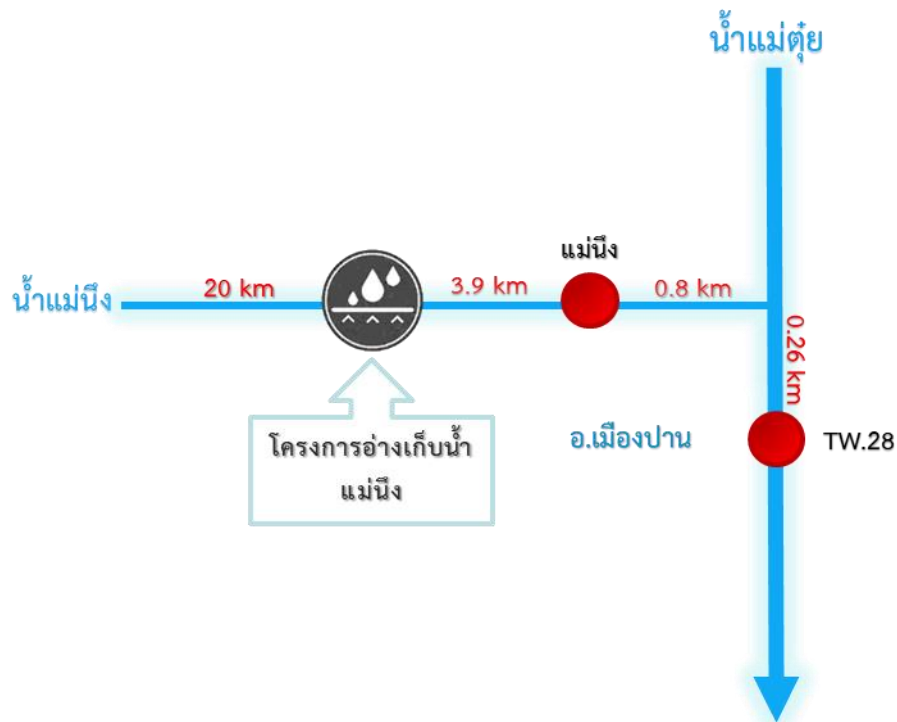 น้ำแม่ตุ๋ย
แม่นึง
น้ำแม่นึง
20 km
3.9 km
0.8 km
0.26 km
โครงการอ่างเก็บน้ำ
แม่นึง
อ.เมืองปาน
TW.28